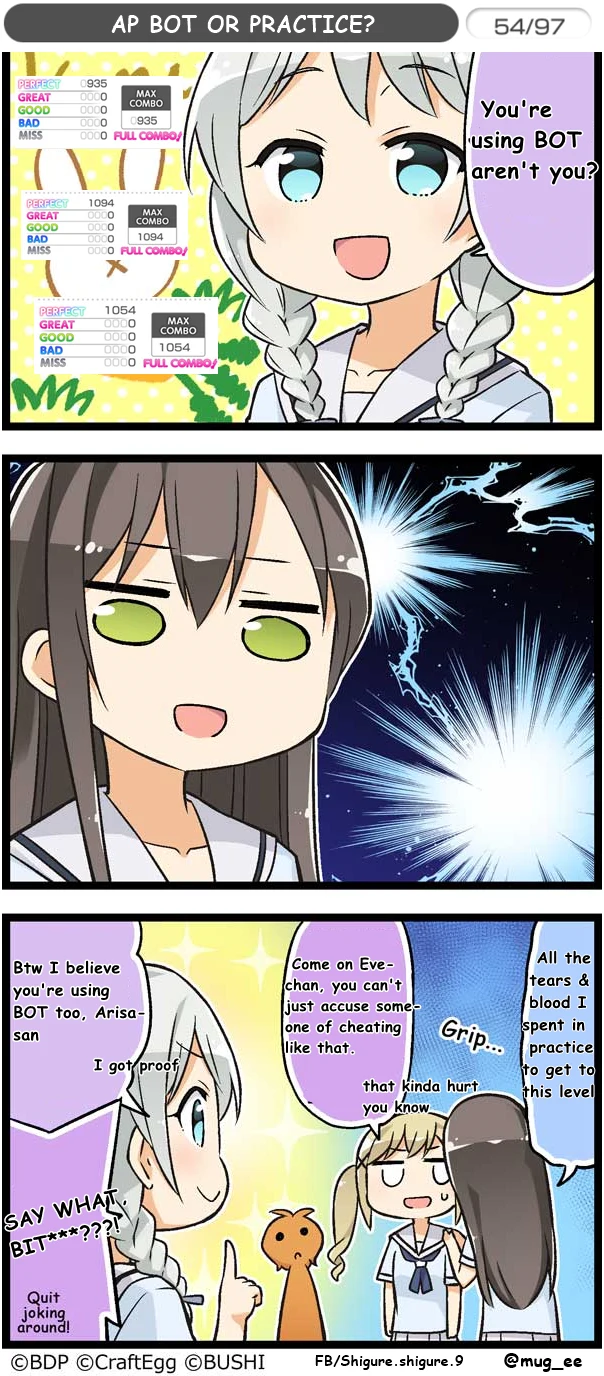 AP BOT OR PRACTICE?
54/97
PERFECT 0935
GREAT 0000
GOOD 0000
BAD 0000
MISS 0000
MAX
COMBO
0935
FULL COMBO!
PERFECT 1094
GREAT 0000
GOOD 0000
BAD 0000
MISS 0000
MAX
COMBO
1094
FULL COMBO!
PERFECT 1054
GREAT 0000
GOOD 0000
BAD 0000
MISS 0000
MAX
COMBO
1054
FULL COMBO!
You're
using BOT
aren't you?
All the
tears &
blood I
spent in
practice
to get to
this level
Grip...
Come on Eve-
chan, you can't
just accuse some-
one of cheating
like that.
that kinda hurt
you know
Btw I believe
you're using
BOT too, Arisa-
san
I got proof
SAY WHAT,
BIT***???!
Quit
joking
around!
©BDP ©CraftEgg ©BUSHI
FB/Shigure.shigure.9
@mug_ee